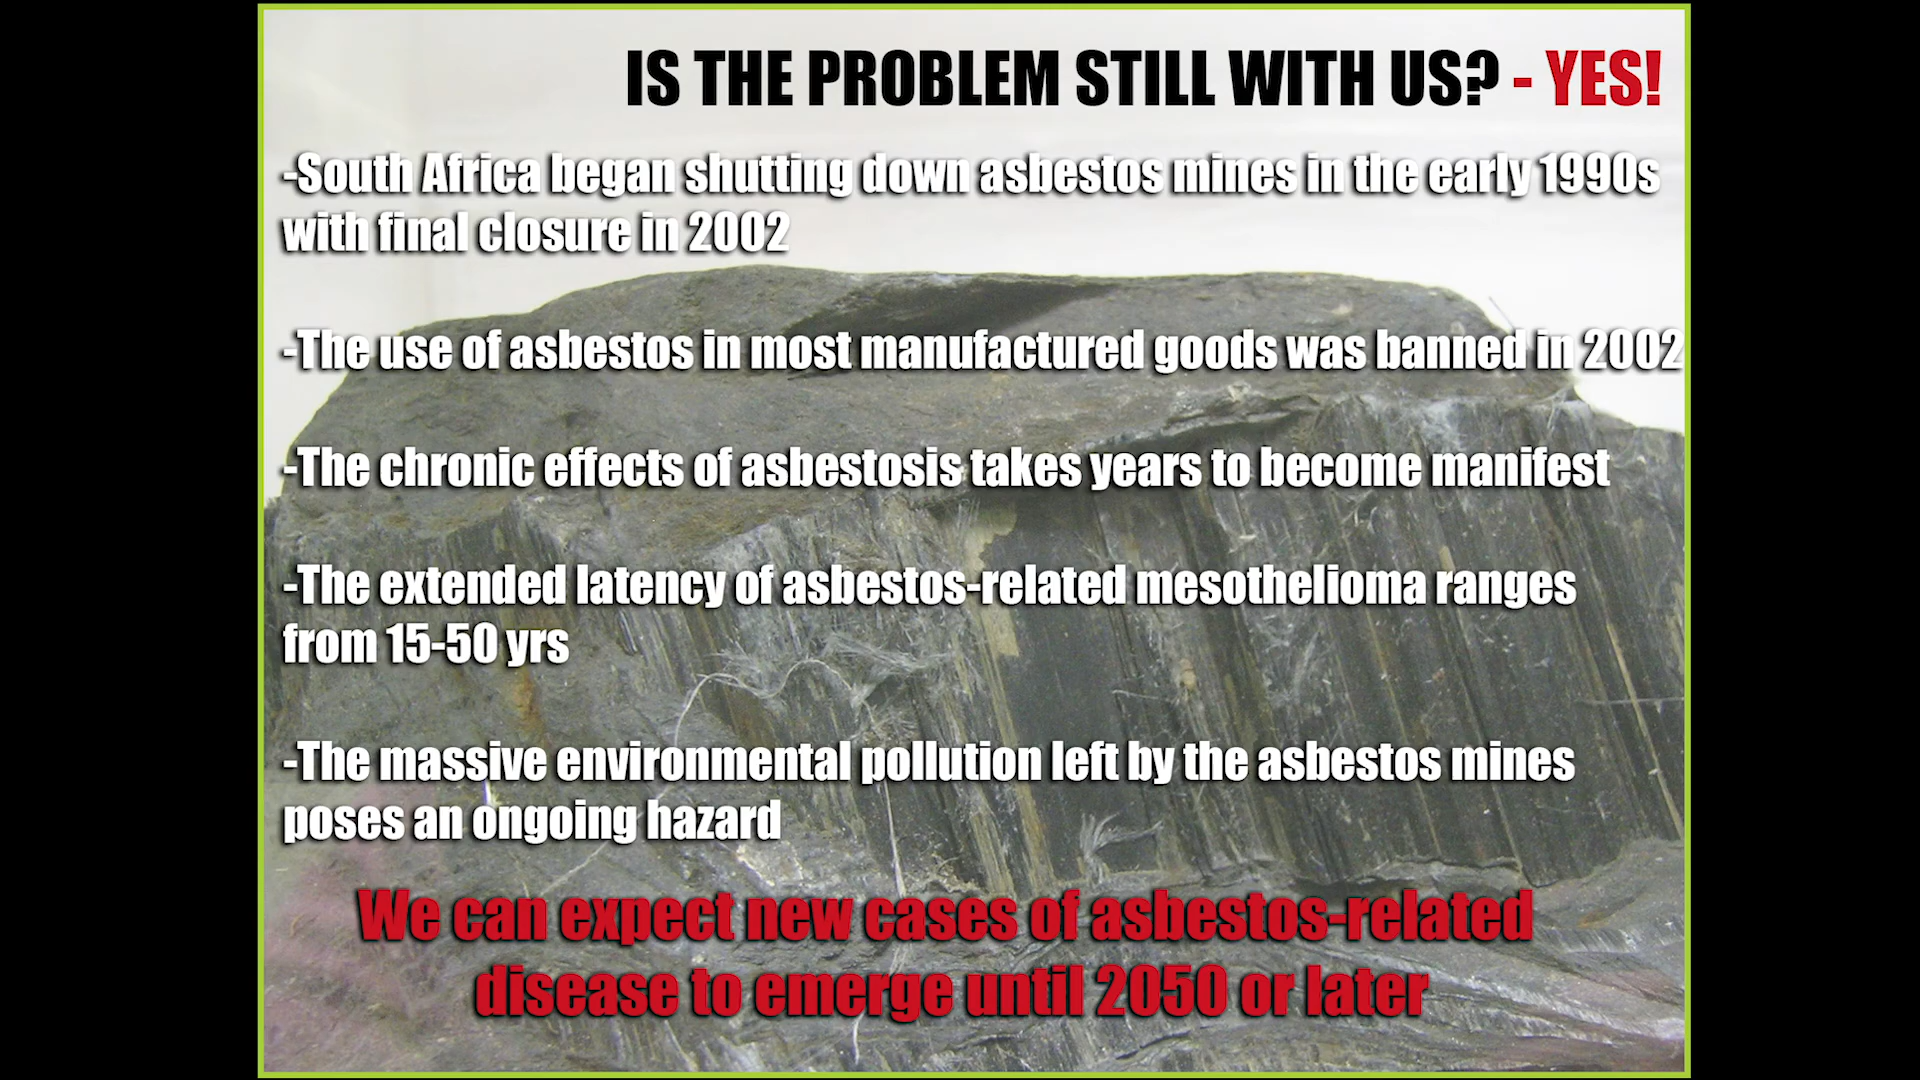 IS THE PROBLEM STILL WITH US? - YES!
-South Africa began shutting down asbestos mines in the early 1990s
with final closure in 2002
-The use of asbestos in most manufactured goods was banned in 2002
-The chronic effects of asbestosis takes years to become manifest
-The extended latency of asbestos-related mesothelioma ranges
from 15-50 yrs
-The massive environmental pollution left by the asbestos mines
poses an ongoing hazard
We can expect new cases of asbestos-related
disease to emerge until 2050 or later